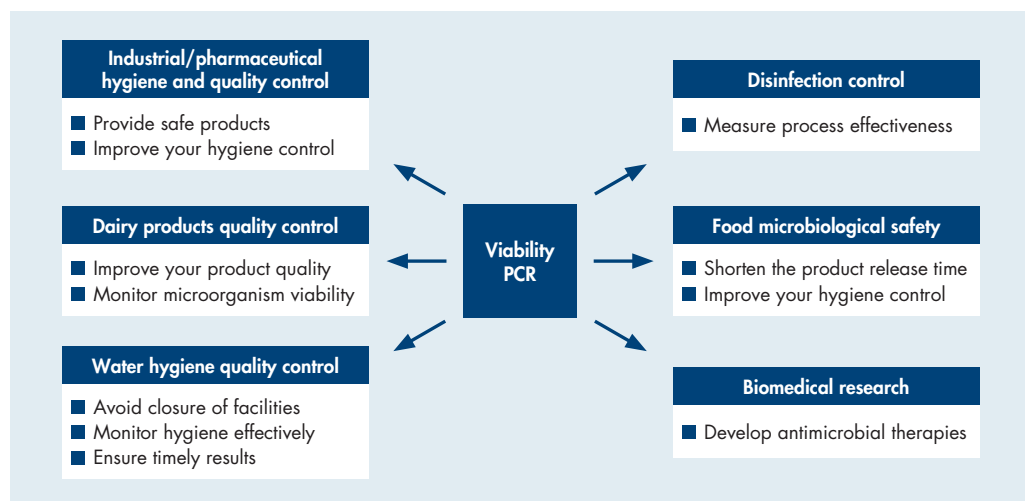 Industrial/pharmaceutical
hygiene and quality control
■ Provide safe products
■ Improve your hygiene control
Dairy products quality control
■ Improve your product quality
■ Monitor microorganism viability
Water hygiene quality control
■ Avoid closure of facilities
■ Monitor hygiene effectively
■ Ensure timely results
Viability
PCR
Disinfection control
■ Measure process effectiveness
Food microbiological safety
■ Shorten the product release time
■ Improve your hygiene control
Biomedical research
■ Develop antimicrobial therapies